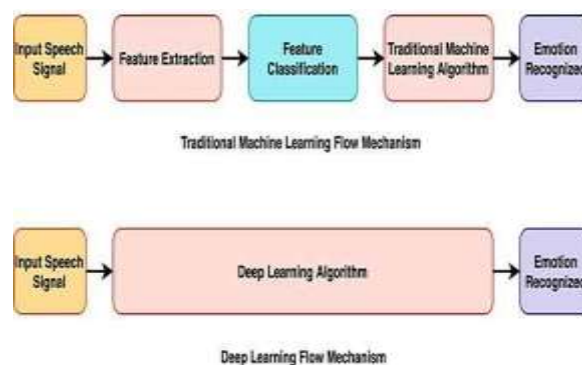 Input Speech
Signal
Feature Extraction
Feature
Classification
Traditional Machine
Learning Algorithm
Emotion
Recognized
Traditional Machine Learning Flow Mechanism
Input Speech
Signal
Deep Learning Algorithm
Emotion
Recognized
Deep Learning Flow Mechanism